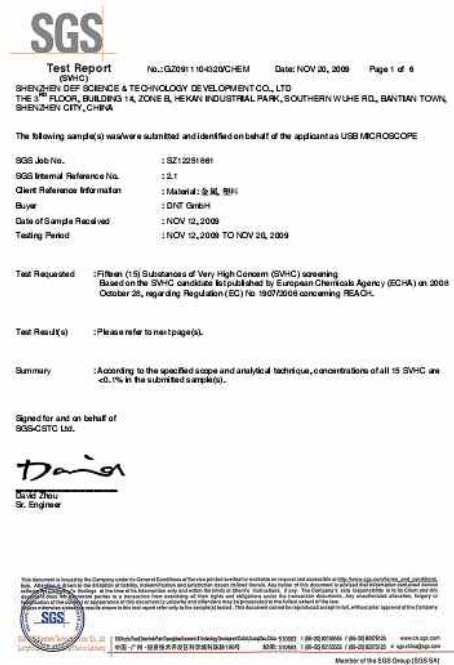 SGS
Test Report No.:GZ0911104320/CHEM Date: NOV 20, 2009 Page 1 of 6
(SVHC)
SHENZHEN DEF SCIENCE & TECHNOLOGY DEVELOPMENT CO., LTD
THE 3RD FLOOR, BUILDING 14, ZONE B, HEKAN INDUSTRIAL PARK, SOUTHERN WUHE RD., BANTIAN TOWN,
SHENZHEN CITY, CHINA
The following sample(s) was/were submitted and identified on behalf of the applicant as USB MICROSCOPE
SGS Job No. : SZ12251861
SGS Internal Reference No. : 2.1
Client Reference Information : Material: 金属, 塑料
Buyer : DNT GmbH
Date of Sample Received : NOV 12, 2009
Testing Period : NOV 12, 2009 TO NOV 20, 2009
Test Requested : Fifteen (15) Substances of Very High Concern (SVHC) screening
Based on the SVHC candidate list published by European Chemicals Agency (ECHA) on 2008
October 28, regarding Regulation (EC) No 1907/2006 concerning REACH.
Test Result(s) : Please refer to next page(s).
Summary : According to the specified scope and analytical technique, concentrations of all 15 SVHC are
<0.1% in the submitted sample(s).
Signed for and on behalf of
SGS-CSTC Ltd.
David
David Zhou
Sr. Engineer
SGS
www.cn.sgs.com
Member of the SGS Group (SGS SA)